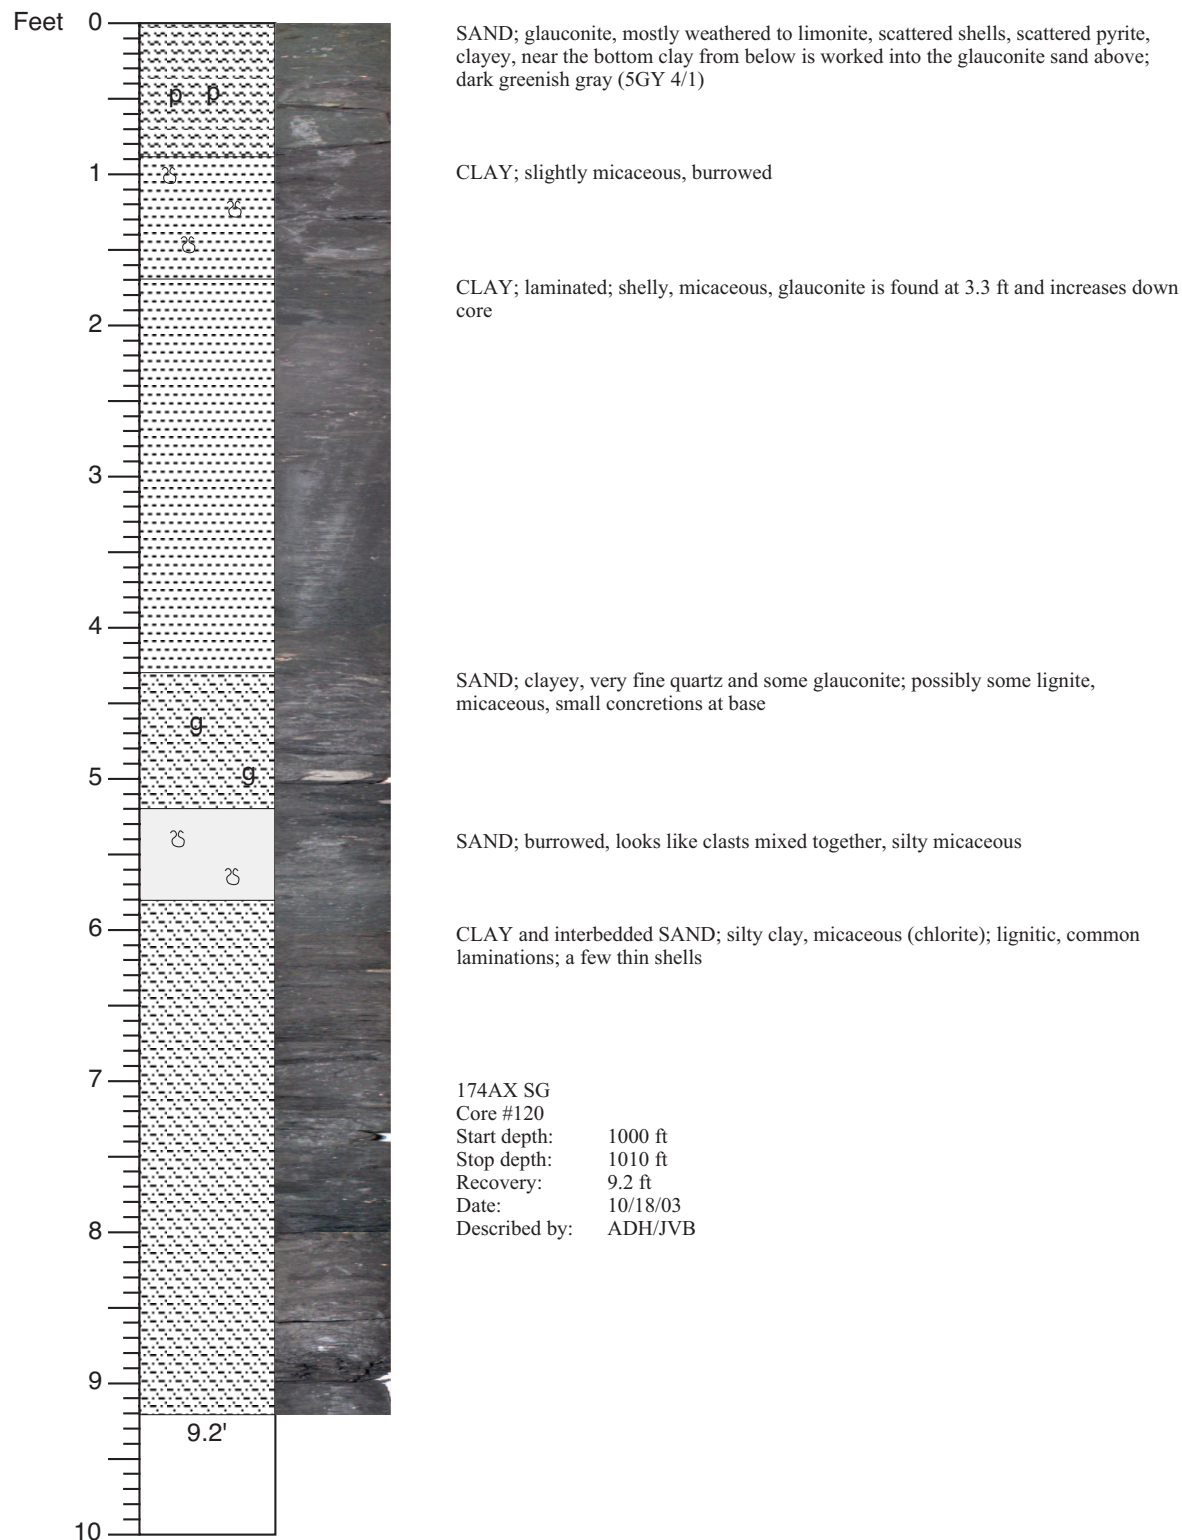 Feet 0
SAND; glauconite, mostly weathered to limonite, scattered shells, scattered pyrite,
clayey, near the bottom clay from below is worked into the glauconite sand above;
dark greenish gray (5GY 4/1)
p p
1
CLAY; slightly micaceous, burrowed
CLAY; laminated; shelly, micaceous, glauconite is found at 3.3 ft and increases down
core
2
3
4
SAND; clayey, very fine quartz and some glauconite; possibly some lignite,
micaceous, small concretions at base
g
g
5
SAND; burrowed, looks like clasts mixed together, silty micaceous
6
CLAY and interbedded SAND; silty clay, micaceous (chlorite); lignitic, common
laminations; a few thin shells
7
174AX SG
Core #120
Start depth: 1000 ft
Stop depth: 1010 ft
Recovery: 9.2 ft
Date: 10/18/03
Described by: ADH/JVB
8
9
9.2'
10